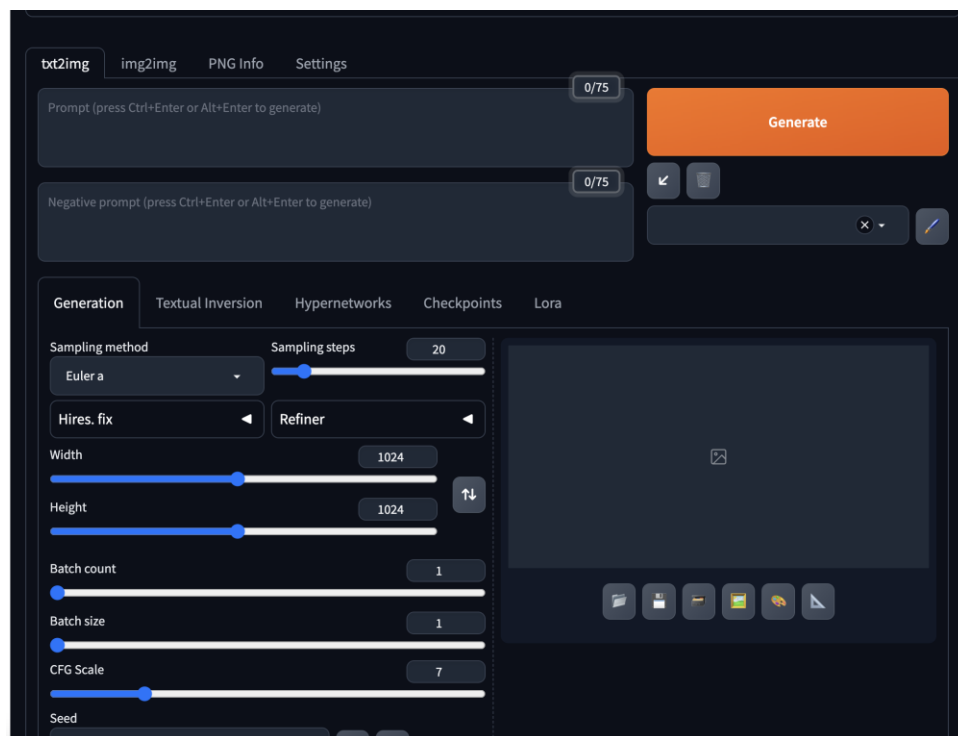 txt2img img2img PNG Info Settings
0/75
Prompt (press Ctrl+Enter or Alt+Enter to generate)
Generate
0/75
Negative prompt (press Ctrl+Enter or Alt+Enter to generate)
Generation Textual Inversion Hypernetworks Checkpoints Lora
Sampling method
Sampling steps 20
Euler a
Hires. fix
Refiner
Width 1024
Height 1024
Batch count 1
Batch size 1
CFG Scale 7
Seed